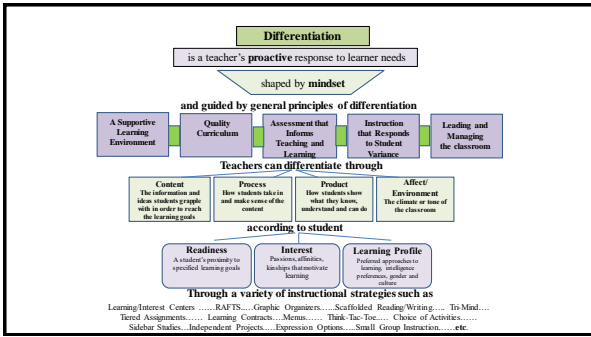 Differentiation
is a teacher's proactive response to learner needs
shaped by mindset
and guided by general principles of differentiation
A Supportive
Learning
Environment
Quality
Curriculum
Assessment that
Informs
Teaching and
Learning
Instruction
that Responds
to Student
Variance
Leading and
Managing
the classroom
Teachers can differentiate through
Content
The information and
ideas students grapple
with in order to reach
the learning goals
Process
How students take in
and make sense of the
content
Product
How students show
what they know,
understand and can do
Affect/
Environment
The climate or tone of
the classroom
according to student
Readiness
A student's proximity to
specified learning goals
Interest
Passions, affinities,
kinships that motivate
learning
Learning Profile
Preferred approaches to
learning, intelligence
preferences, gender and
culture
Through a variety of instructional strategies such as
Learning/Interest Centers ……RAFTS..…Graphic Organizers…..Scaffolded Reading/Writing….. Tri-Mind….
Tiered Assignments…… Learning Contracts….Menus…… Think-Tac-Toe..… Choice of Activities……
Sidebar Studies…Independent Projects..…Expression Options….Small Group Instruction……etc.